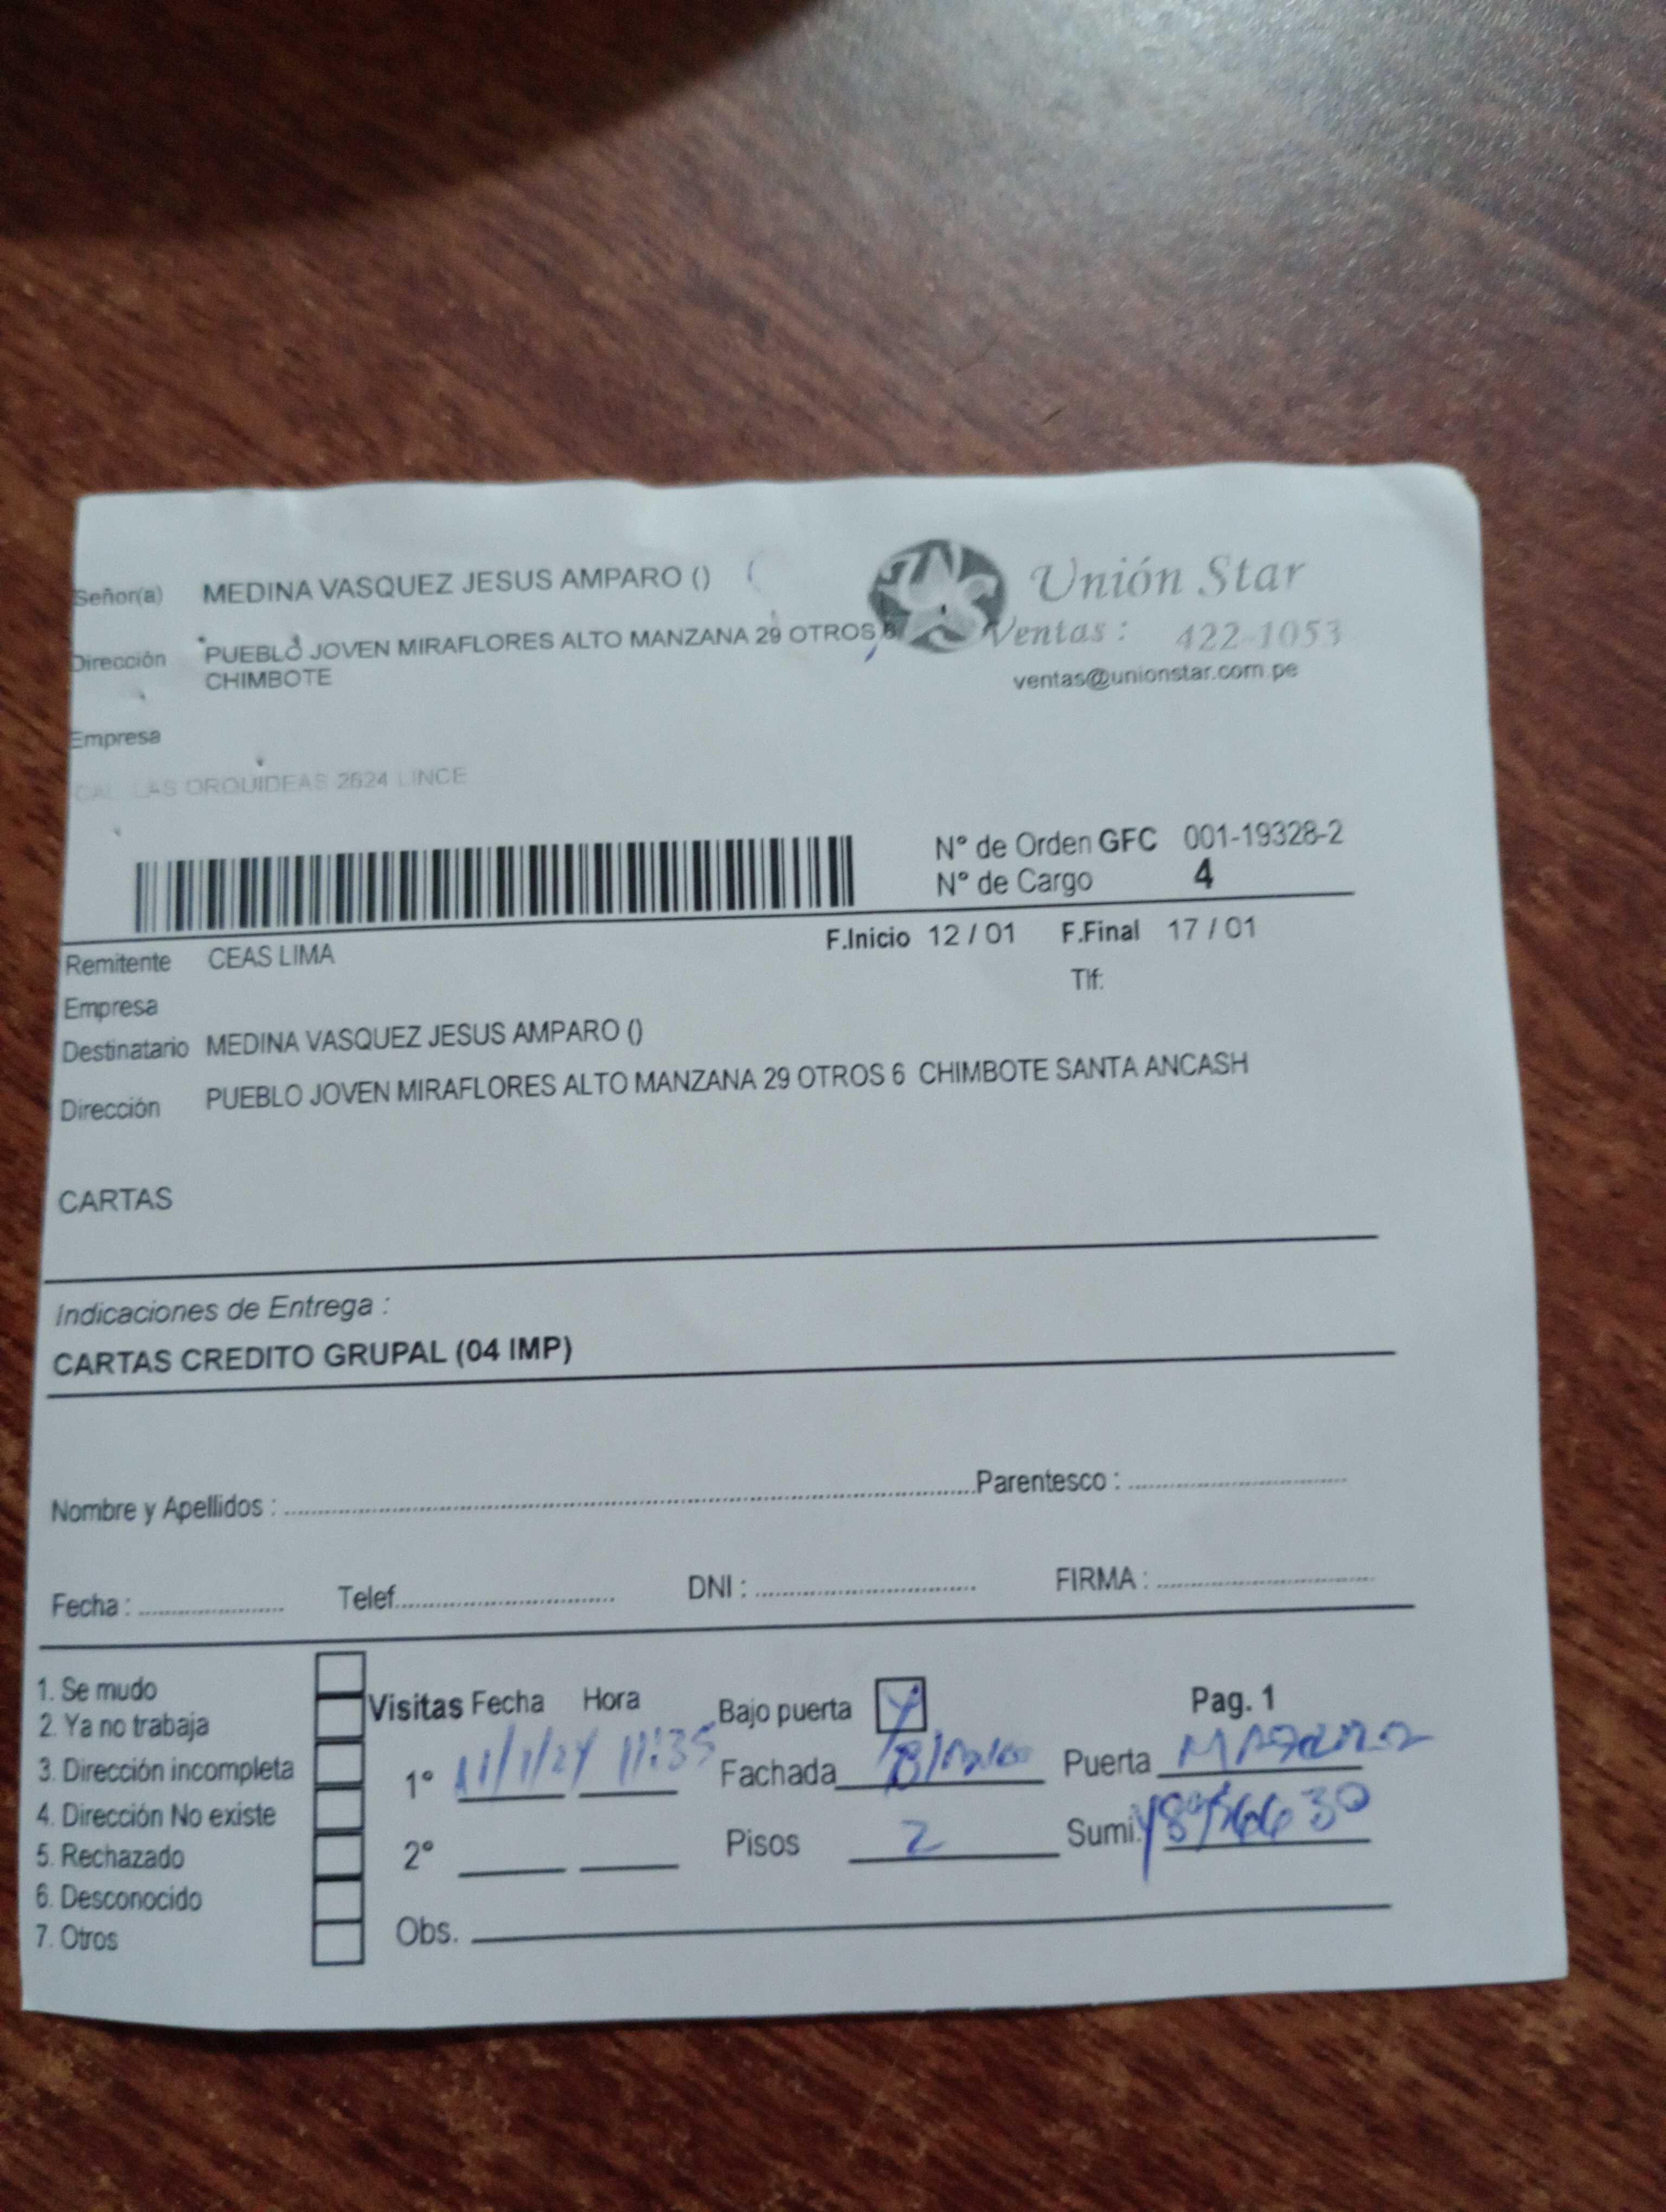 Señor(a) MEDINA VASQUEZ JESUS AMPARO ()
Unión Star
Dirección PUEBLO JOVEN MIRAFLORES ALTO MANZANA 29 OTROS
CHIMBOTE
Ventas : 422-1053
ventas@unionstar.com.pe
Empresa
LAS ORQUIDEAS 2624 LINCE
N° de Orden GFC 001-19328-2
N° de Cargo 4
F.Inicio 12 / 01 F.Final 17 / 01
Remitente CEAS LIMA
Tlf:
Empresa
Destinatario MEDINA VASQUEZ JESUS AMPARO ()
Dirección PUEBLO JOVEN MIRAFLORES ALTO MANZANA 29 OTROS 6 CHIMBOTE SANTA ANCASH
CARTAS
Indicaciones de Entrega :
CARTAS CREDITO GRUPAL (04 IMP)
Nombre y Apellidos : Parentesco :
Fecha : Telef. DNI : FIRMA :
1. Se mudo
2. Ya no trabaja
3. Dirección incompleta
4. Dirección No existe
5. Rechazado
6. Desconocido
7. Otros
Visitas Fecha Hora Bajo puerta Pag. 1
1° 11/1/24 11:35 Fachada Puerta
2° Pisos 2 Sumi.
Obs.